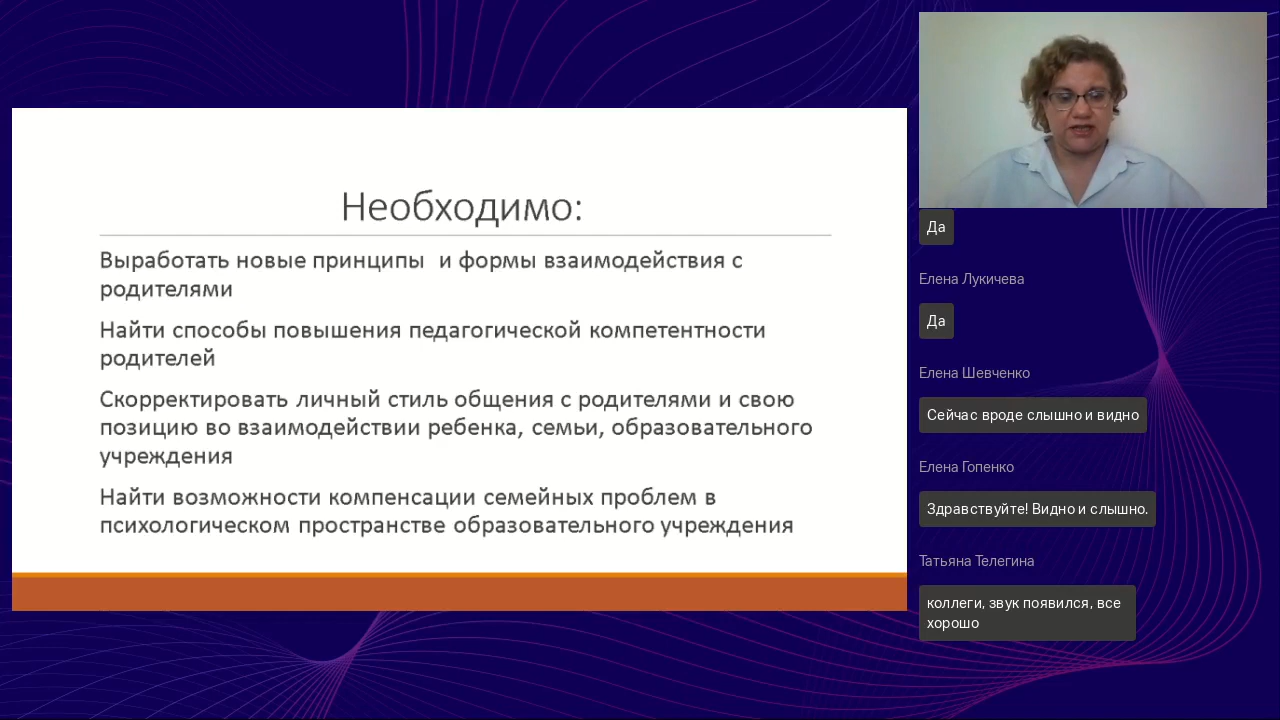 Необходимо:
Выработать новые принципы и формы взаимодействия с
родителями
Найти способы повышения педагогической компетентности
родителей
Скорректировать личный стиль общения с родителями и свою
позицию во взаимодействии ребенка, семьи, образовательного
учреждения
Найти возможности компенсации семейных проблем в
психологическом пространстве образовательного учреждения
Да
Елена Лукичева
Да
Елена Шевченко
Сейчас вроде слышно и видно
Елена Гопенко
Здравствуйте! Видно и слышно.
Татьяна Телегина
коллеги, звук появился, все
хорошо